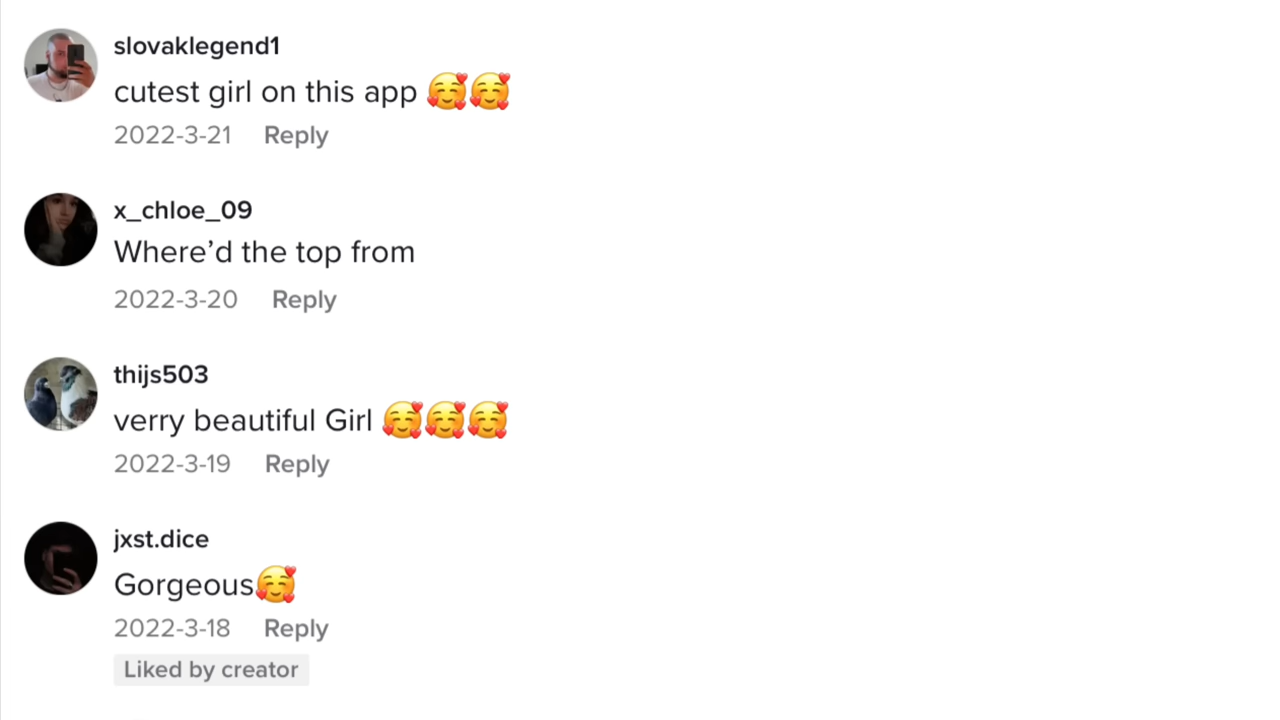 slovaklegend1
cutest girl on this app 🥰🥰
2022-3-21 Reply
x_chloe_09
Where’d the top from
2022-3-20 Reply
thijs503
verry beautiful Girl 🥰🥰🥰
2022-3-19 Reply
jxst.dice
Gorgeous🥰
2022-3-18 Reply
Liked by creator